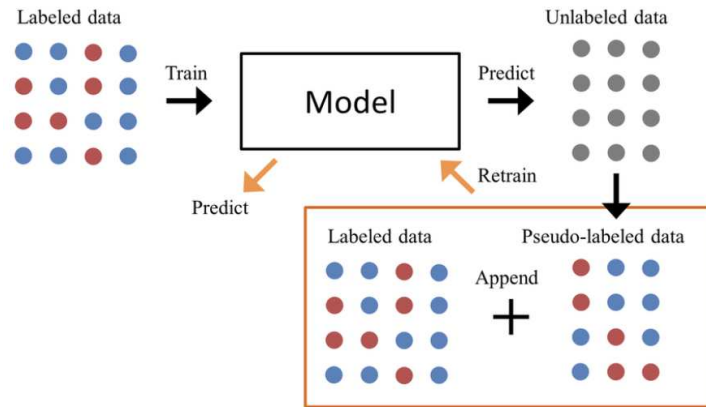 Labeled data
Unlabeled data
Train
Model
Predict
Predict
Retrain
Labeled data
Pseudo-labeled data
Append